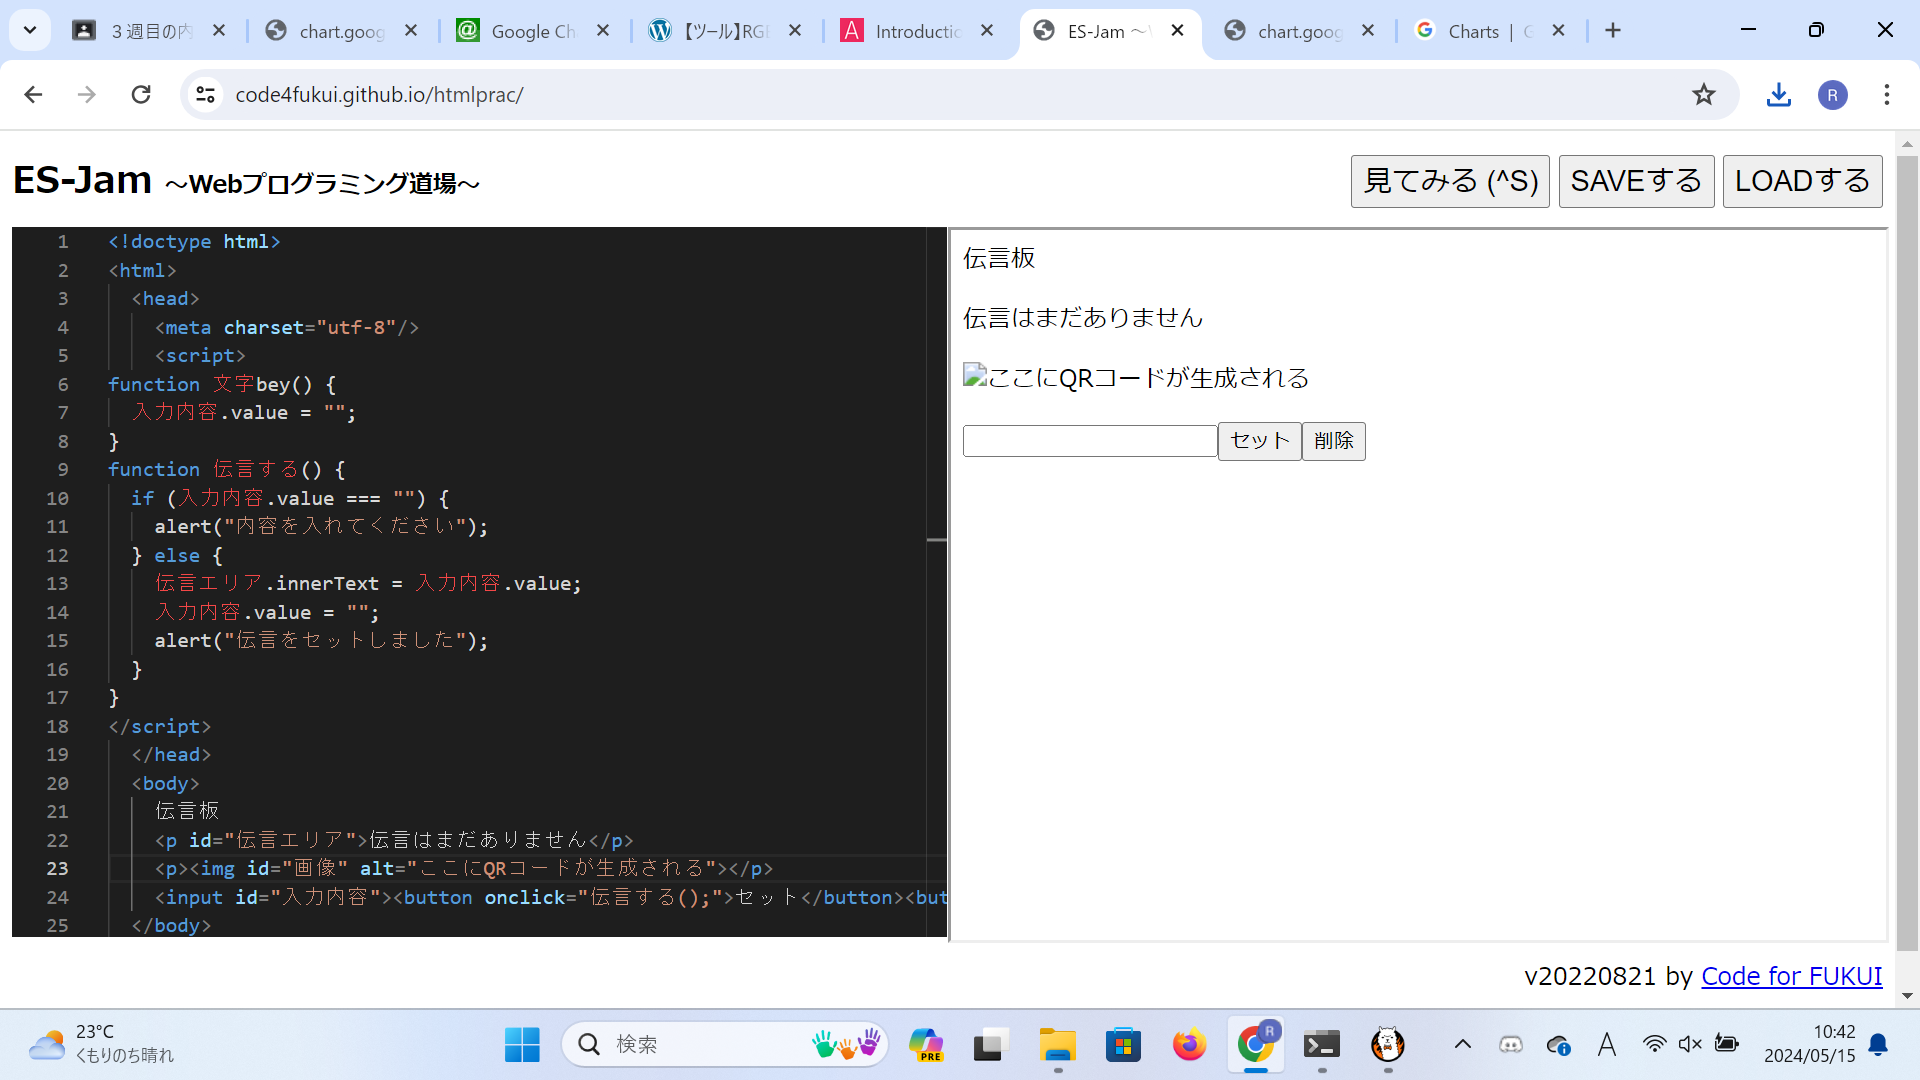 ３週目の内
chart.goog
Google Ch
【ツール】RGB
Introductio
ES-Jam ～
chart.goog
Charts | G
code4fukui.github.io/htmlprac/
R
ES-Jam ～Webプログラミング道場～
見てみる (^S)
SAVEする
LOADする
1 <!doctype html>
2 <html>
3 <head>
4 <meta charset="utf-8"/>
5 <script>
6 function 文字bey() {
7 入力内容.value = "";
8 }
9 function 伝言する() {
10 if (入力内容.value === "") {
11 alert("内容を入れてください");
12 } else {
13 伝言エリア.innerText = 入力内容.value;
14 入力内容.value = "";
15 alert("伝言をセットしました");
16 }
17 }
18 </script>
19 </head>
20 <body>
21 伝言板
22 <p id="伝言エリア">伝言はまだありません</p>
23 <p><img id="画像" alt="ここにQRコードが生成される"></p>
24 <input id="入力内容"><button onclick="伝言する();">セット</button><but
25 </body>
伝言板
伝言はまだありません
ここにQRコードが生成される
セット
削除
v20220821 by Code for FUKUI
23°C
くもりのち晴れ
検索
PRE
R
A
10:42
2024/05/15